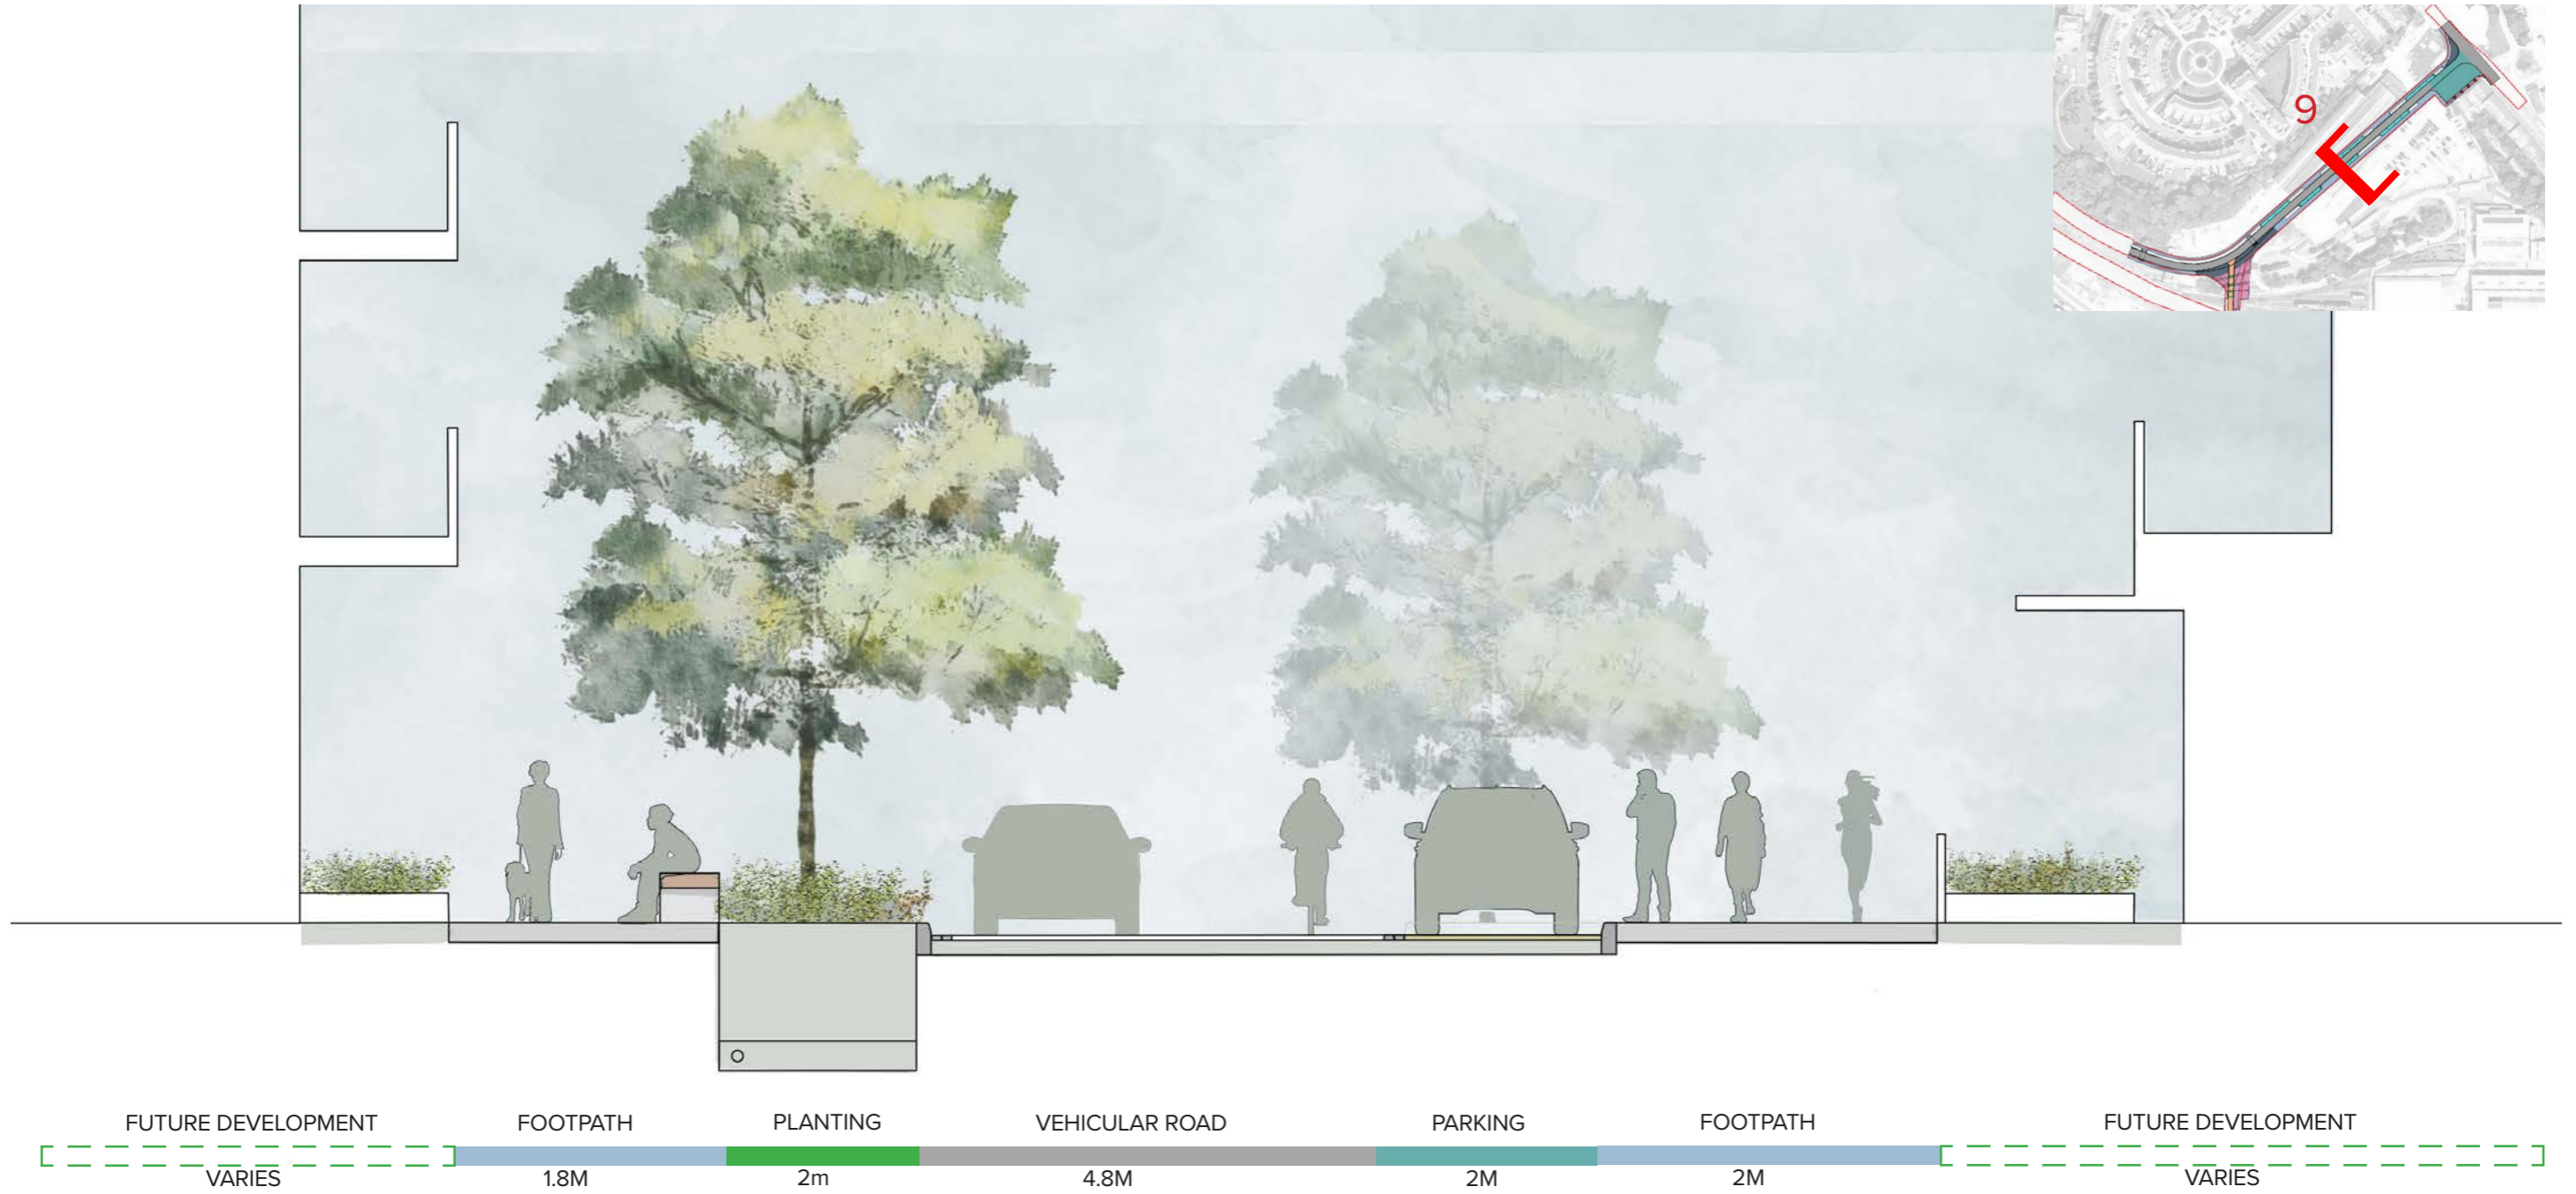 9
FUTURE DEVELOPMENT FOOTPATH PLANTING VEHICULAR ROAD PARKING FOOTPATH FUTURE DEVELOPMENT
VARIES 1.8M 2m 4.8M 2M 2M VARIES